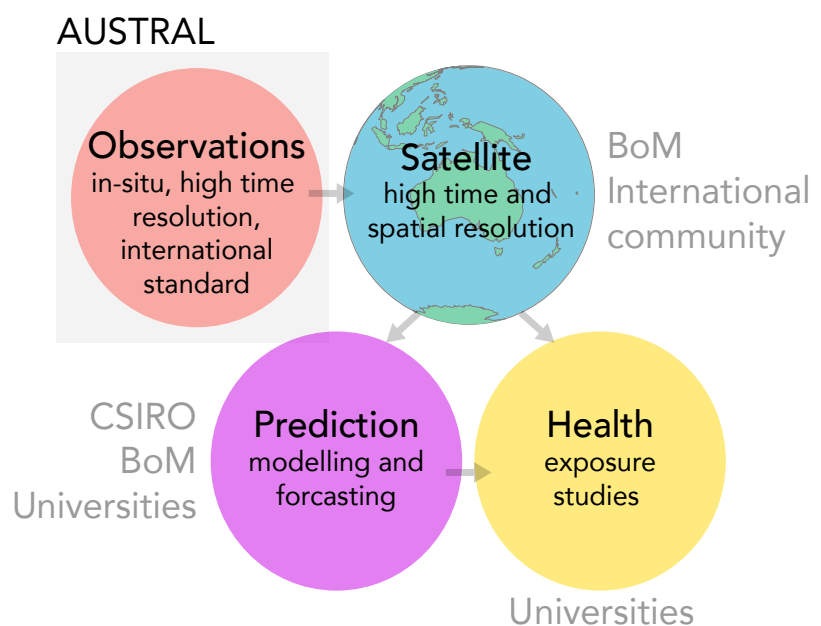 AUSTRAL
Observations
in-situ, high time
resolution,
international
standard
Satellite
high time and
spatial resolution
BoM
International
community
CSIRO
BoM
Universities
Prediction
modelling and
forcasting
Health
exposure
studies
Universities